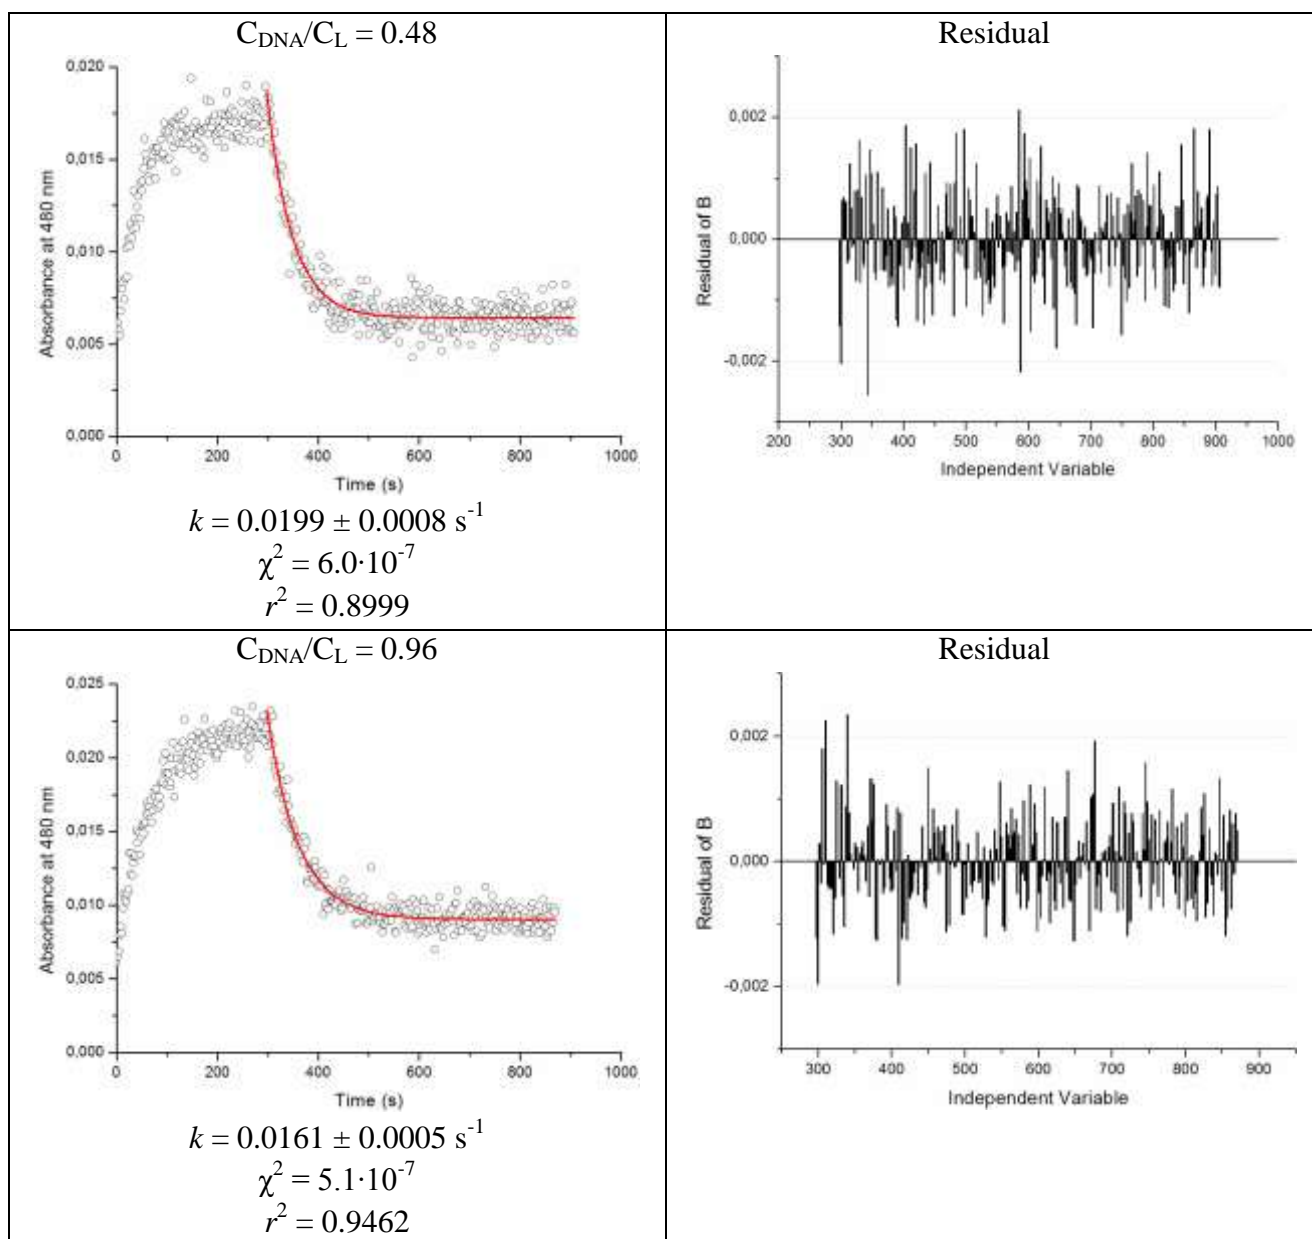 C_DNA/C_L = 0.48
0,020
0,015
0,010
0,005
0,000
Absorbance at 480 nm
0 200 400 600 800 1000
Time (s)
k = 0.0199 ± 0.0008 s⁻¹
χ² = 6.0·10⁻⁷
r² = 0.8999
Residual
0,002
0,000
-0,002
Residual of B
200 300 400 500 600 700 800 900 1000
Independent Variable
C_DNA/C_L = 0.96
0,025
0,020
0,015
0,010
0,005
0,000
Absorbance at 480 nm
0 200 400 600 800 1000
Time (s)
k = 0.0161 ± 0.0005 s⁻¹
χ² = 5.1·10⁻⁷
r² = 0.9462
Residual
0,002
0,000
-0,002
Residual of B
300 400 500 600 700 800 900
Independent Variable